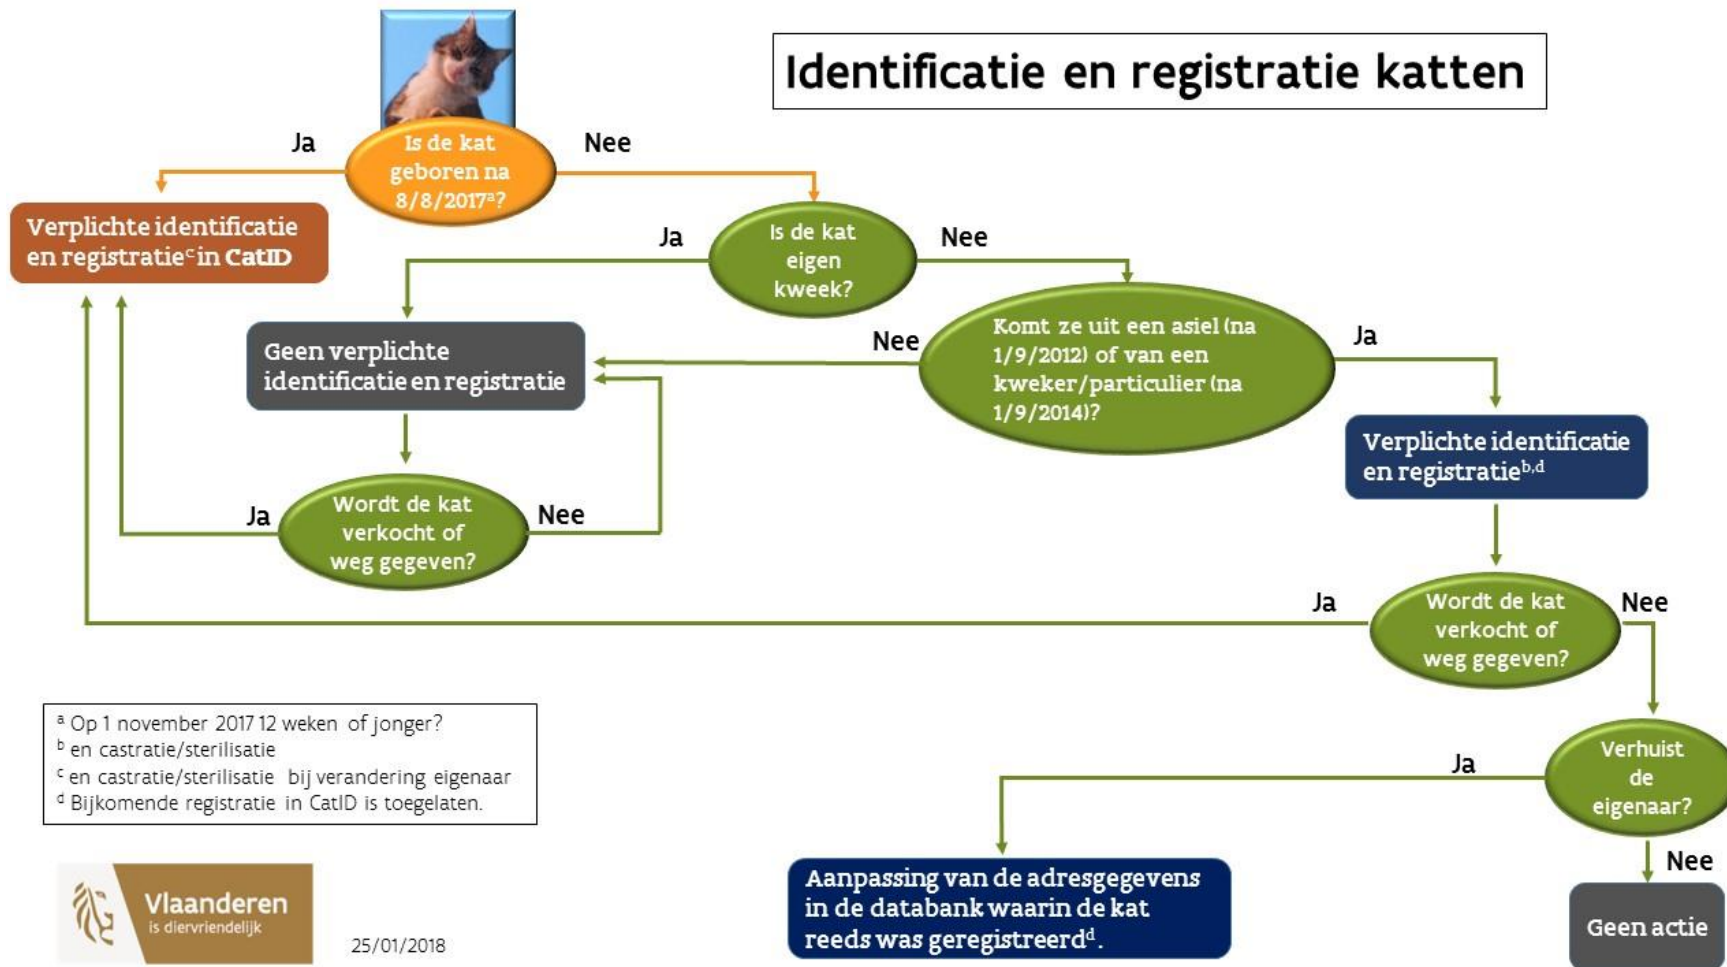 Identificatie en registratie katten
Ja
Is de kat
geboren na
8/8/2017ᵃ?
Nee
Verplichte identificatie
en registratieᶜ in CatID
Ja
Is de kat
eigen
kweek?
Nee
Geen verplichte
identificatie en registratie
Nee
Komt ze uit een asiel (na
1/9/2012) of van een
kweker/particulier (na
1/9/2014)?
Ja
Verplichte identificatie
en registratieᵇ,ᵈ
Ja
Wordt de kat
verkocht of
weg gegeven?
Nee
Ja
Wordt de kat
verkocht of
weg gegeven?
Nee
ᵃ Op 1 november 2017 12 weken of jonger?
ᵇ en castratie/sterilisatie
ᶜ en castratie/sterilisatie bij verandering eigenaar
ᵈ Bijkomende registratie in CatID is toegelaten.
Ja
Verhuist
de
eigenaar?
Nee
Aanpassing van de adresgegevens
in de databank waarin de kat
reeds was geregistreerdᵈ.
Geen actie
Vlaanderen
is diervriendelijk
25/01/2018